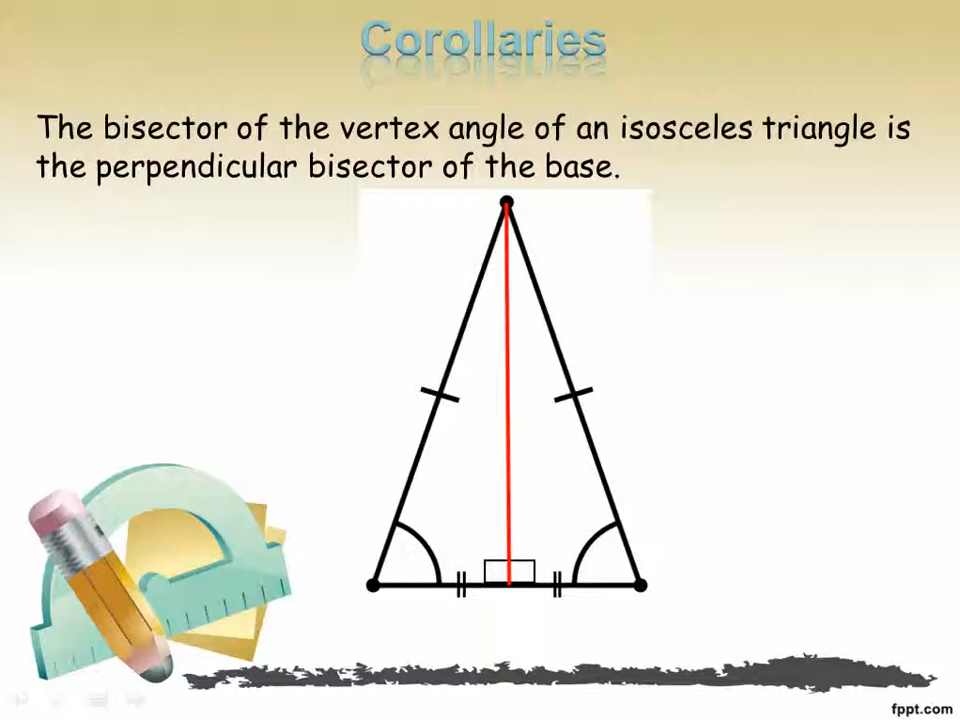 Corollaries
The bisector of the vertex angle of an isosceles triangle is
the perpendicular bisector of the base.
fppt.com